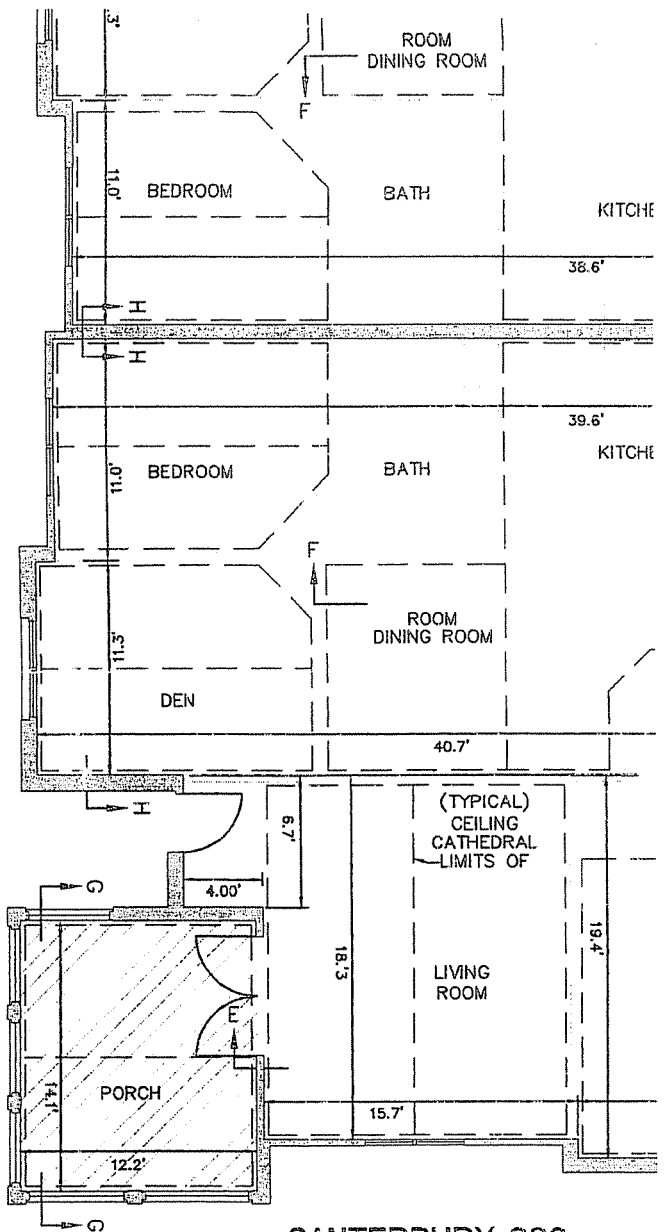 .3'
ROOM
DINING ROOM
F
11.0'
BEDROOM
BATH
38.6'
H
H
39.6'
BEDROOM
BATH
11.0'
F
ROOM
DINING ROOM
11.3'
DEN
40.7'
H
(TYPICAL)
CEILING
CATHEDRAL
LIMITS OF
6.7'
4.00'
G
18.'3
19.4'
LIVING
ROOM
E
PORCH
14.1'
15.7'
12.2'
G